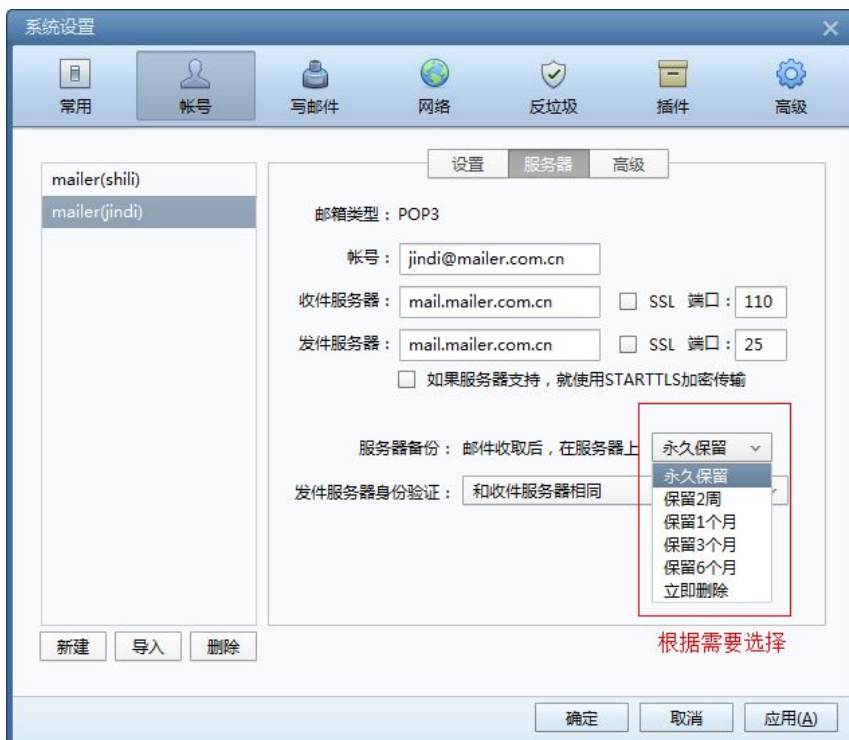 系统设置
常用 帐号 写邮件 网络 反垃圾 插件 高级
mailer(shili)
mailer(jindi)
设置 服务器 高级
邮箱类型：POP3
帐号：jindi@mailer.com.cn
收件服务器：mail.mailer.com.cn SSL 端口：110
发件服务器：mail.mailer.com.cn SSL 端口：25
如果服务器支持，就使用STARTTLS加密传输
服务器备份：邮件收取后，在服务器上 永久保留
发件服务器身份验证：和收件服务器相同
永久保留
保留2周
保留1个月
保留3个月
保留6个月
立即删除
根据需要选择
新建 导入 删除
确定 取消 应用(A)